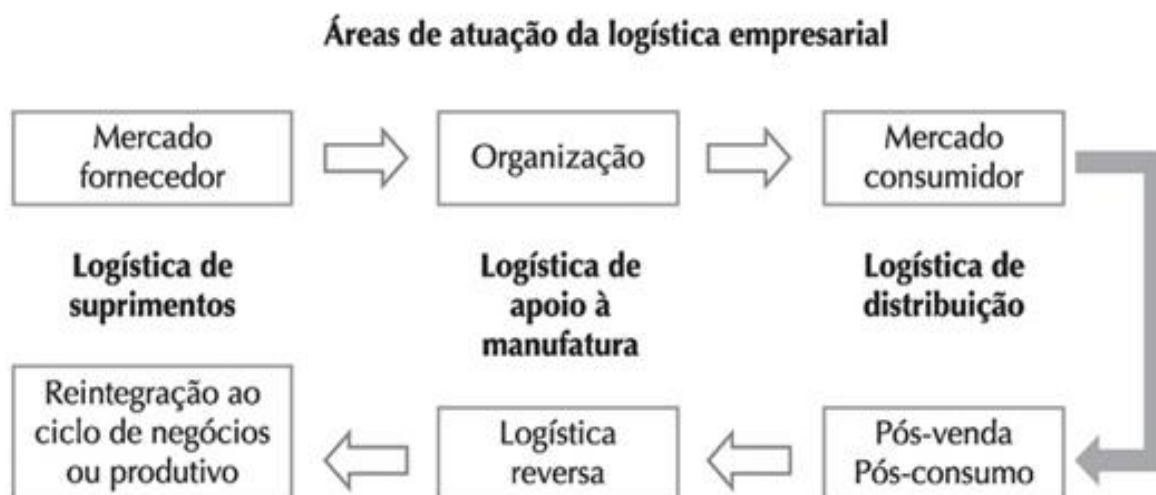 Áreas de atuação da logística empresarial
Mercado
fornecedor
Organização
Mercado
consumidor
Logística de
suprimentos
Logística de
apoio à
manufatura
Logística de
distribuição
Reintegração ao
ciclo de negócios
ou produtivo
Logística
reversa
Pós-venda
Pós-consumo